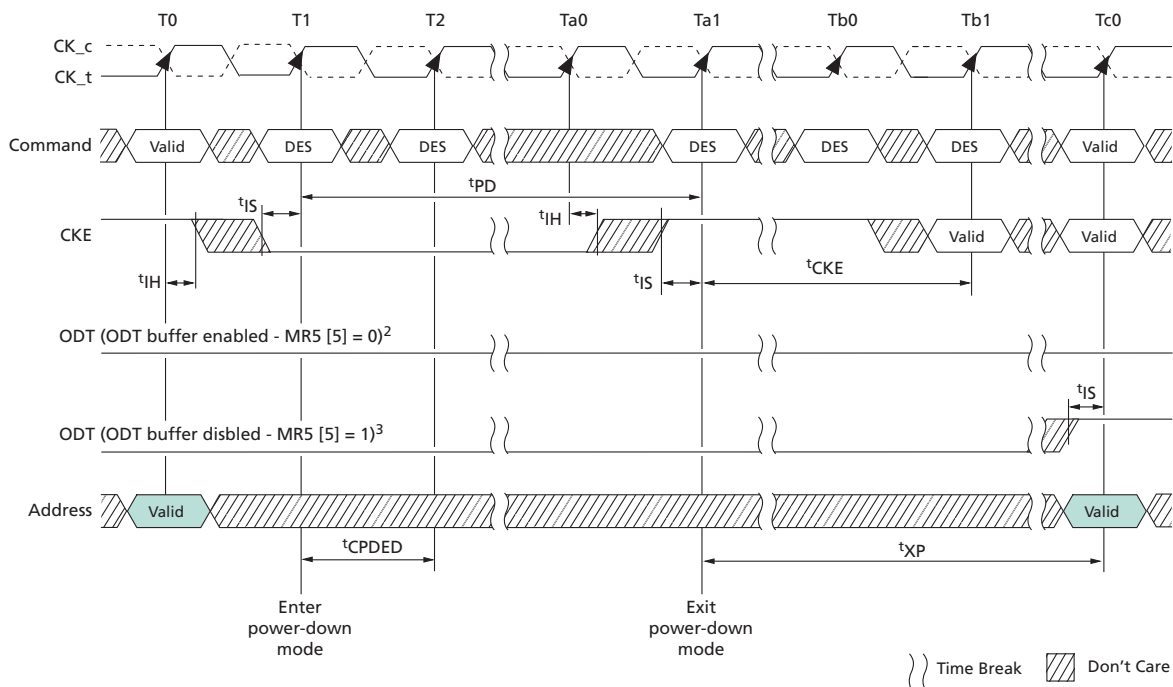 T0 T1 T2 Ta0 Ta1 Tb0 Tb1 Tc0
CK_c
CK_t
Command Valid DES DES DES DES DES Valid
tPD
tIS tIH
CKE Valid Valid
tIH tIS tCKE
ODT (ODT buffer enabled - MR5 [5] = 0)2
tIS
ODT (ODT buffer disbled - MR5 [5] = 1)3
Address Valid Valid
tCPDED tXP
Enter
power-down
mode
Exit
power-down
mode
Time Break Don't Care